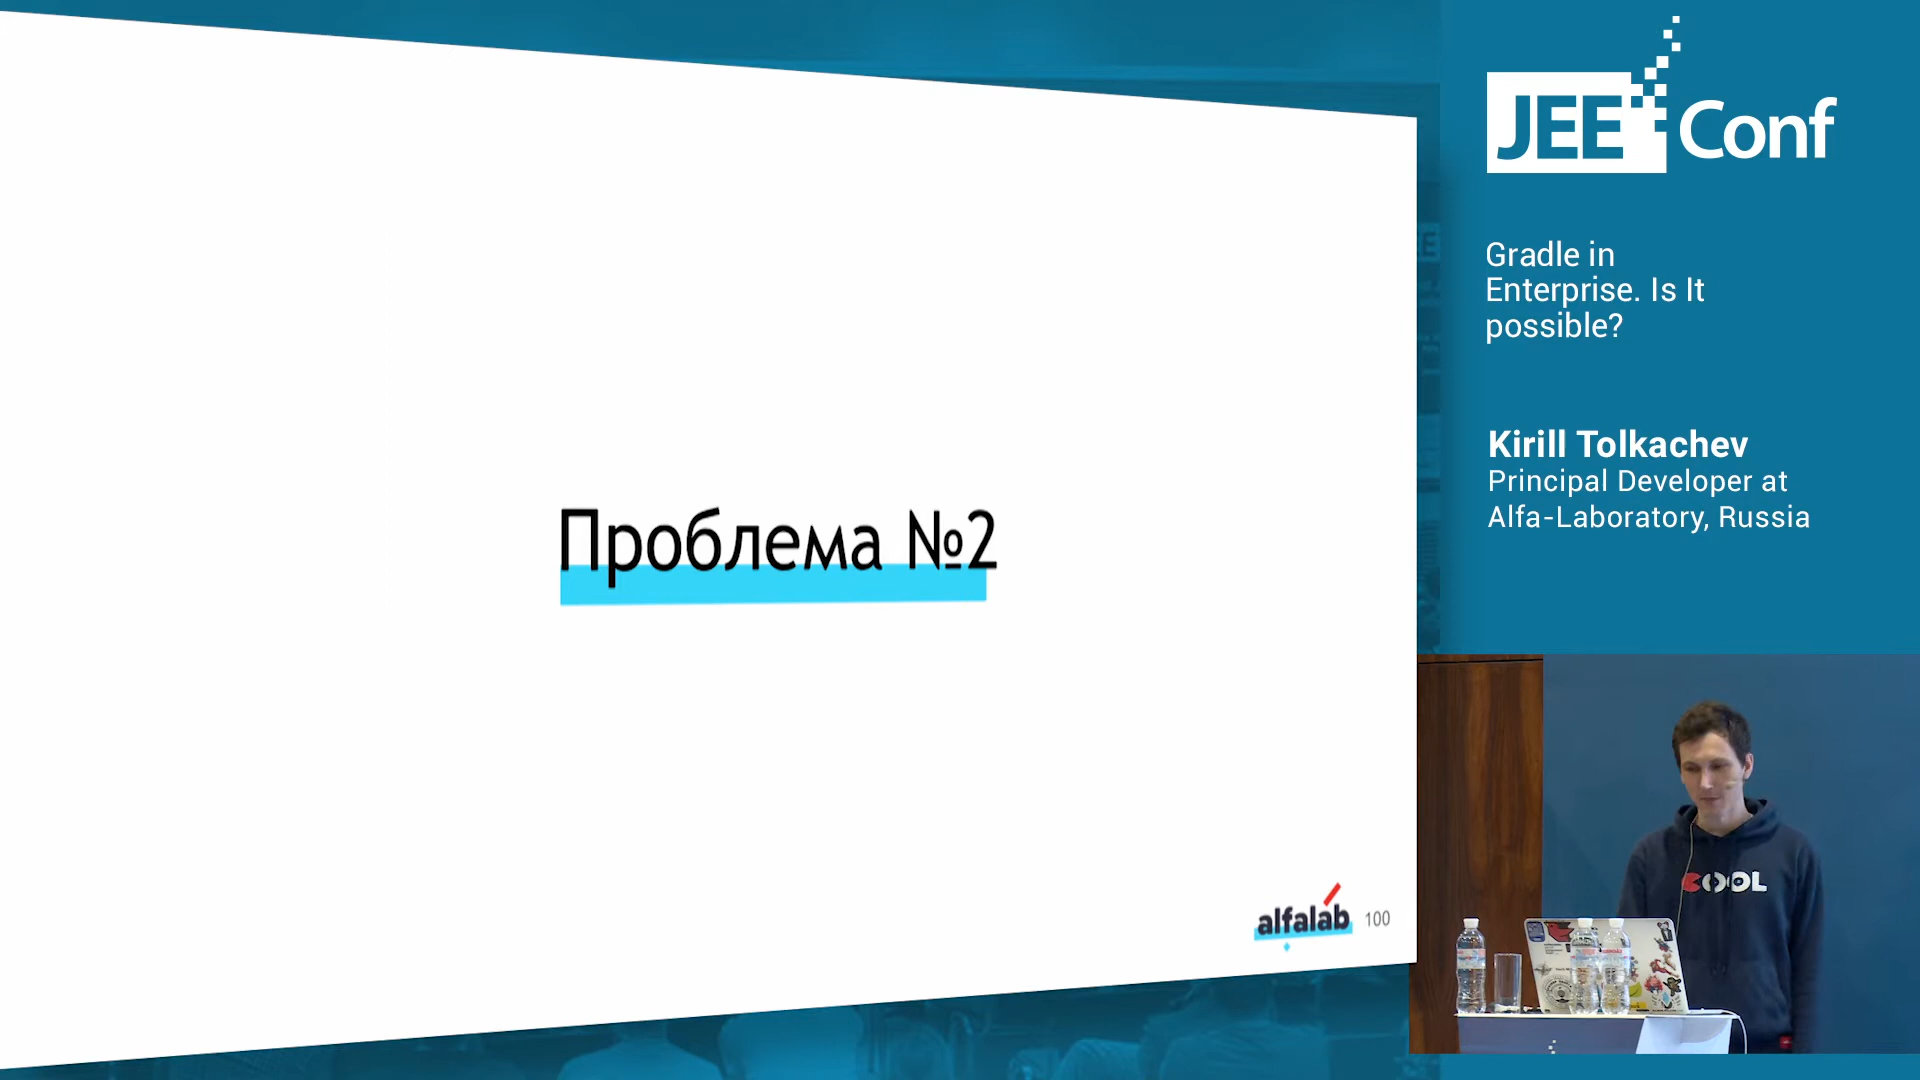 Проблема №2
alfalab
100
JEE Conf
Gradle in
Enterprise. Is It
possible?
Kirill Tolkachev
Principal Developer at
Alfa-Laboratory, Russia
COOL